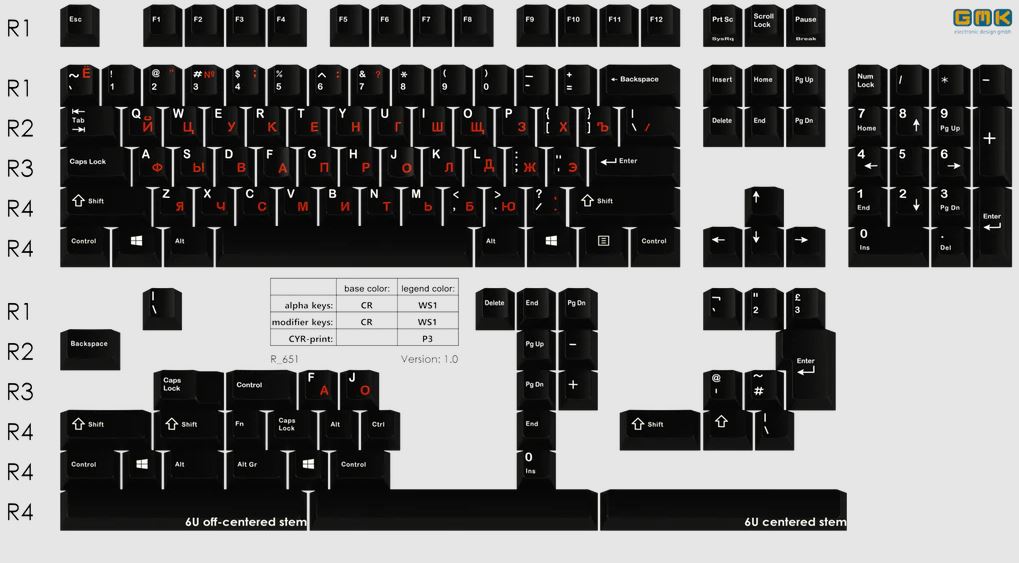 R1 Esc F1 F2 F3 F4 F5 F6 F7 F8 F9 F10 F11 F12 Prt Sc SysRq Scroll Lock Pause Break
GMK
electronic design gmbh
R1 ~ ` Ё ! 1 @ 2 " # 3 № $ 4 ; % 5 ^ 6 : & 7 ? * 8 ( 9 ) 0 _ - + = ← Backspace Insert Home Pg Up Num Lock / * −
R2 Tab Q Й W Ц E У R К T Е Y Н U Г I Ш O Щ P З { [ Х } ] Ъ | \ / Delete End Pg Dn 7 Home 8 ↑ 9 Pg Up +
R3 Caps Lock A Ф S Ы D В F А G П H Р J О K Л L Д : ; Ж " ' Э Enter 4 ← 5 6 →
R4 Shift Z Я X Ч C С V М B И N Т M Ь < , Б > . Ю ? / Shift ↑ 1 End 2 ↓ 3 Pg Dn Enter
R4 Control Alt Alt Control ← ↓ → 0 Ins . Del
base color: legend color:
alpha keys: CR WS1
modifier keys: CR WS1
CYR-print: P3
R_651 Version: 1.0
R1 | \ Delete End Pg Dn ¬ ` " 2 £ 3
R2 Backspace Pg Up − Enter
R3 Caps Lock Control F А J О Pg Dn + @ ' ~ #
R4 Shift Shift Fn Caps Lock Alt Ctrl End Shift | \
R4 Control Alt Alt Gr Control 0 Ins
R4 6U off-centered stem 6U centered stem